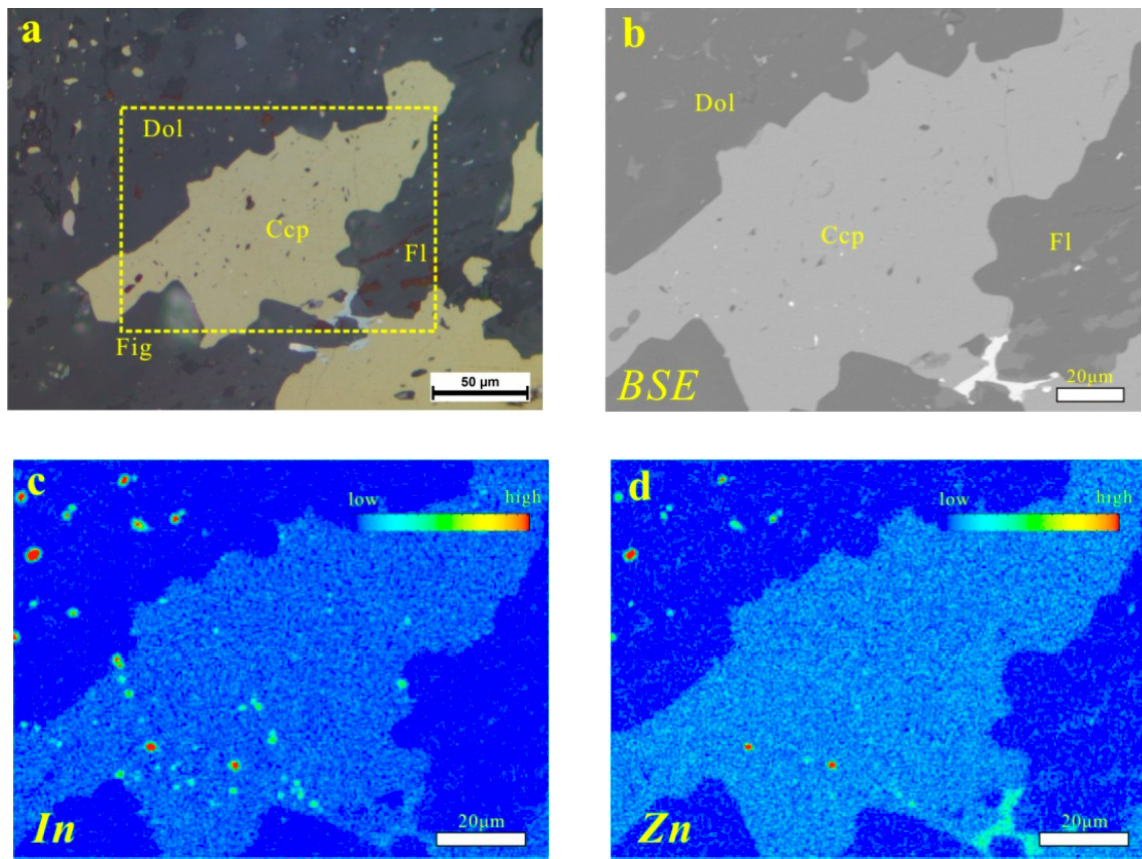 a
Dol
Ccp
Fl
Fig
50 μm
b
Dol
Ccp
Fl
BSE
20μm
c
low
high
In
20μm
d
low
high
Zn
20μm